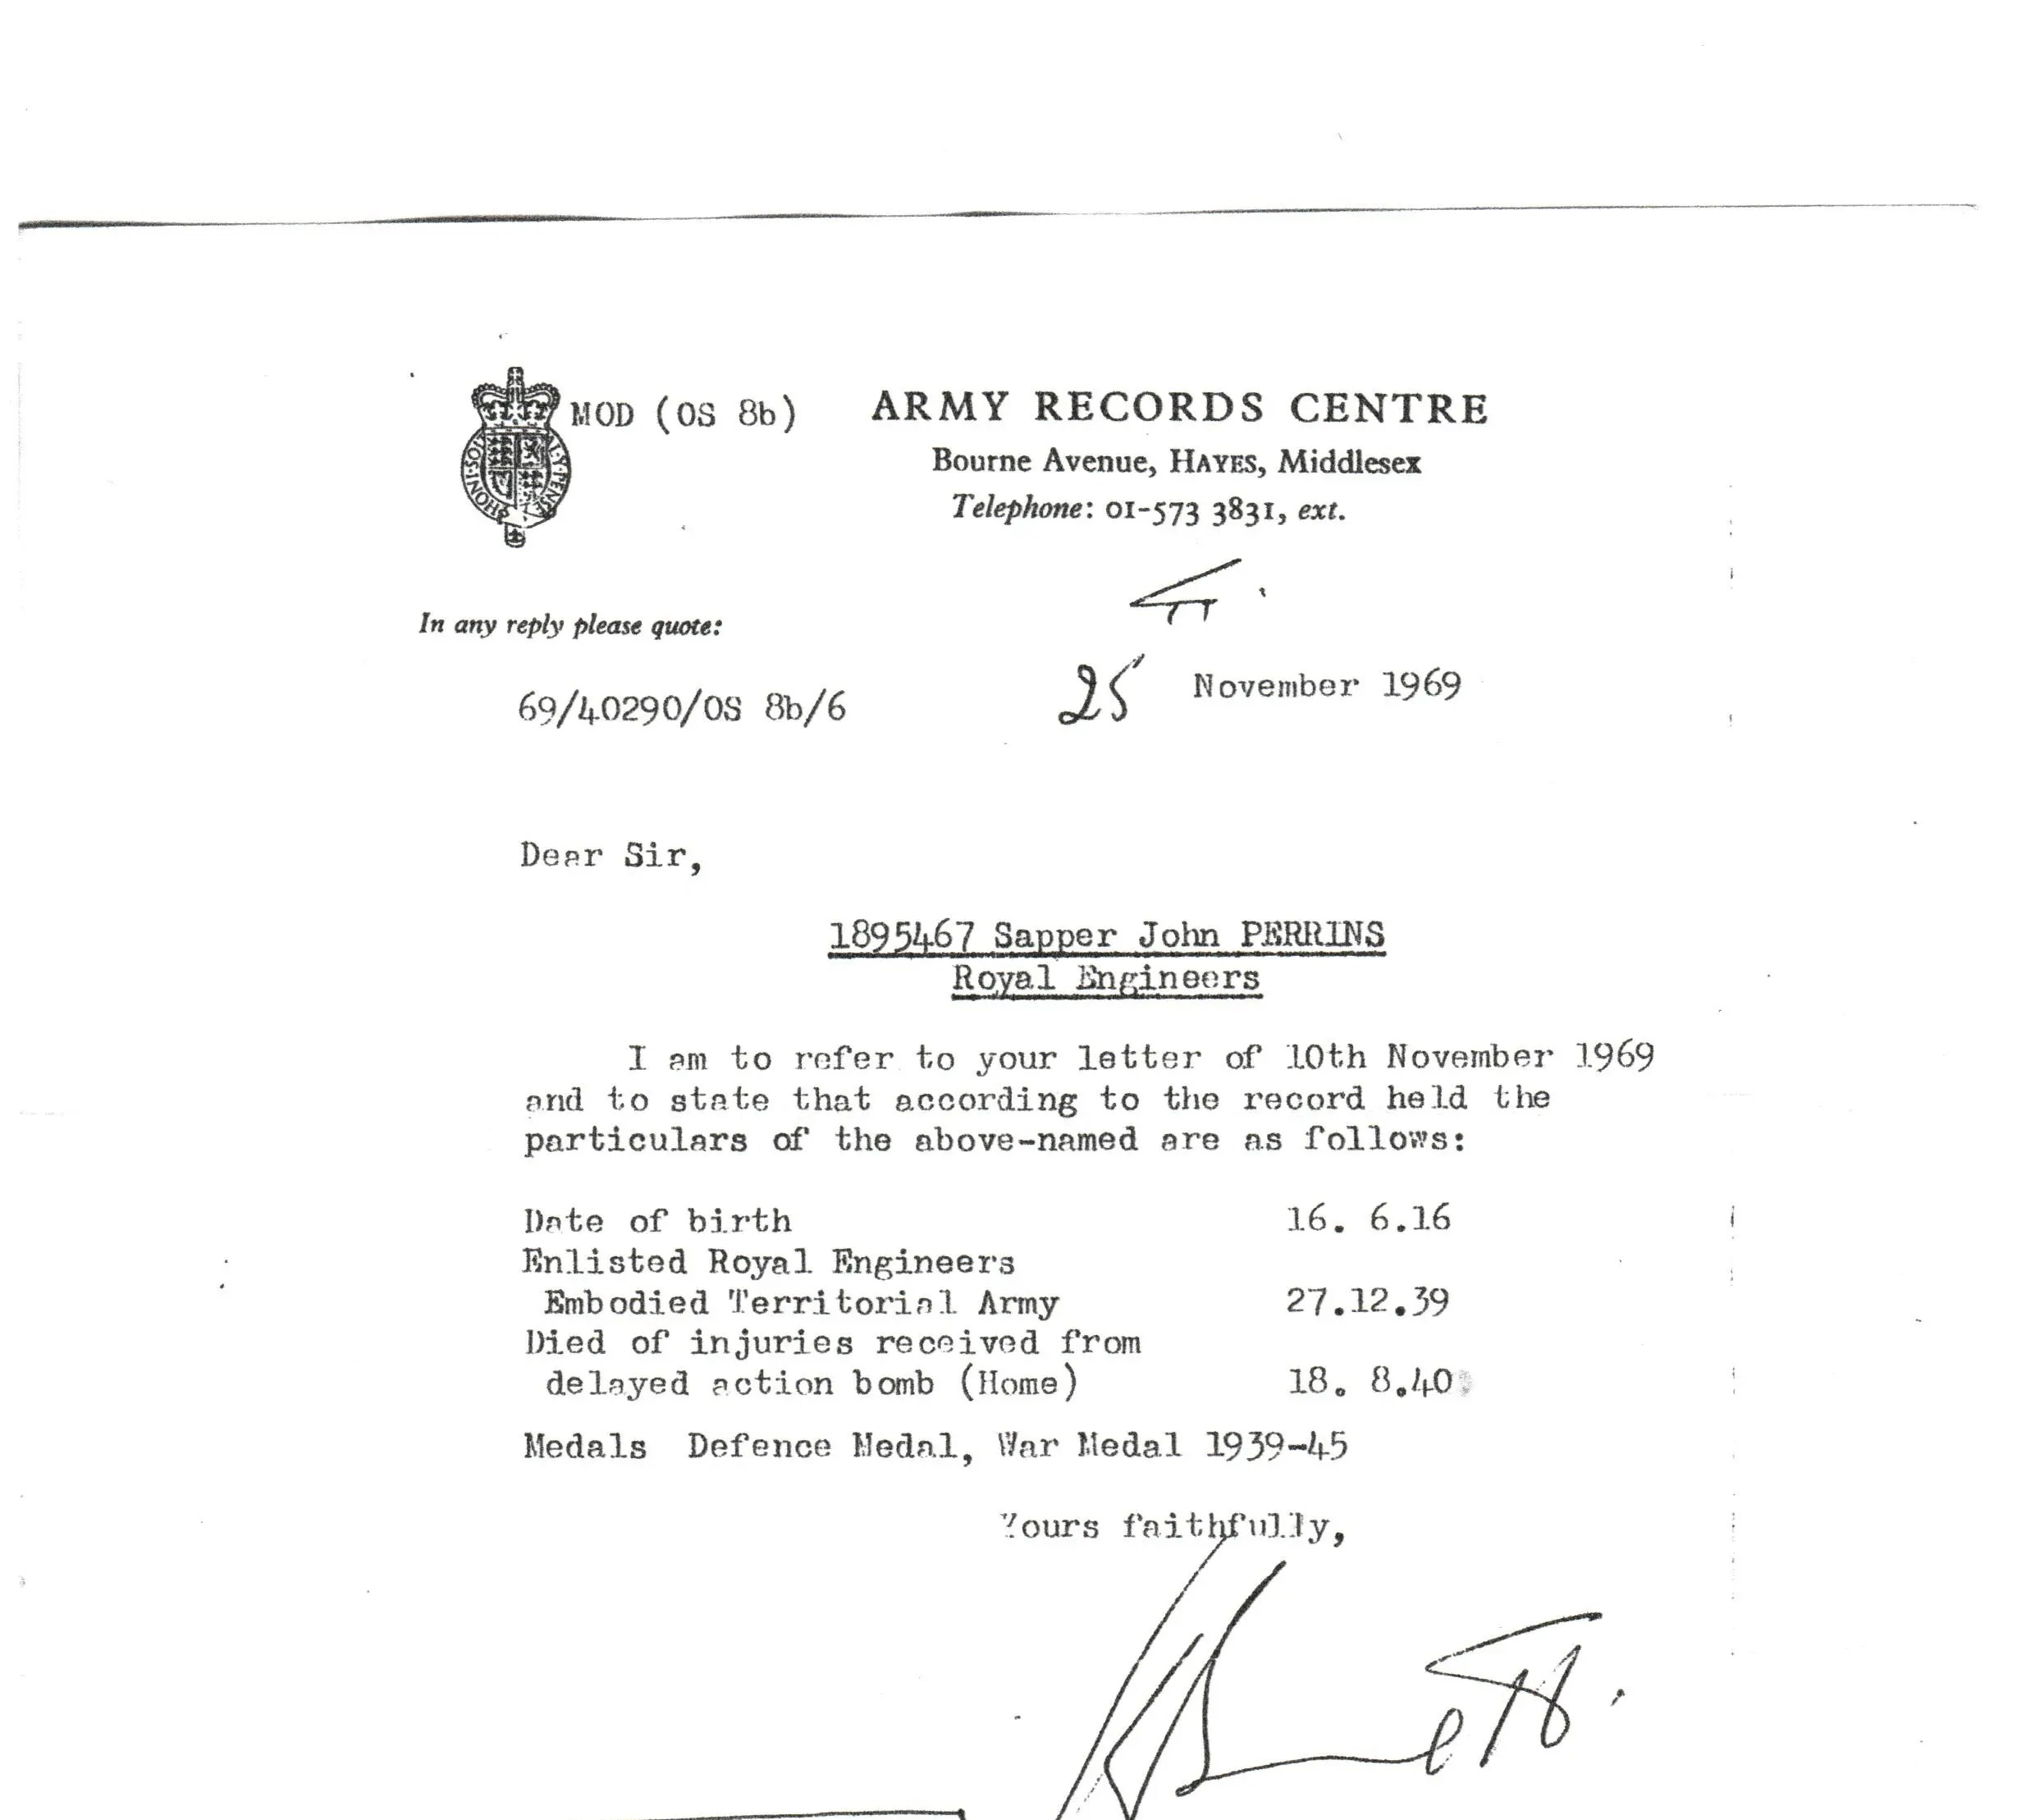 MOD (OS 8b)
ARMY RECORDS CENTRE
Bourne Avenue, HAYES, Middlesex
Telephone: 01-573 3831, ext.
In any reply please quote:
69/40290/OS 8b/6
25 November 1969
Dear Sir,
1895467 Sapper John PERRINS
Royal Engineers
I am to refer to your letter of 10th November 1969
and to state that according to the record held the
particulars of the above-named are as follows:
Date of birth 16. 6.16
Enlisted Royal Engineers
Embodied Territorial Army 27.12.39
Died of injuries received from
delayed action bomb (Home) 18. 8.40
Medals Defence Medal, War Medal 1939-45
Yours faithfully,